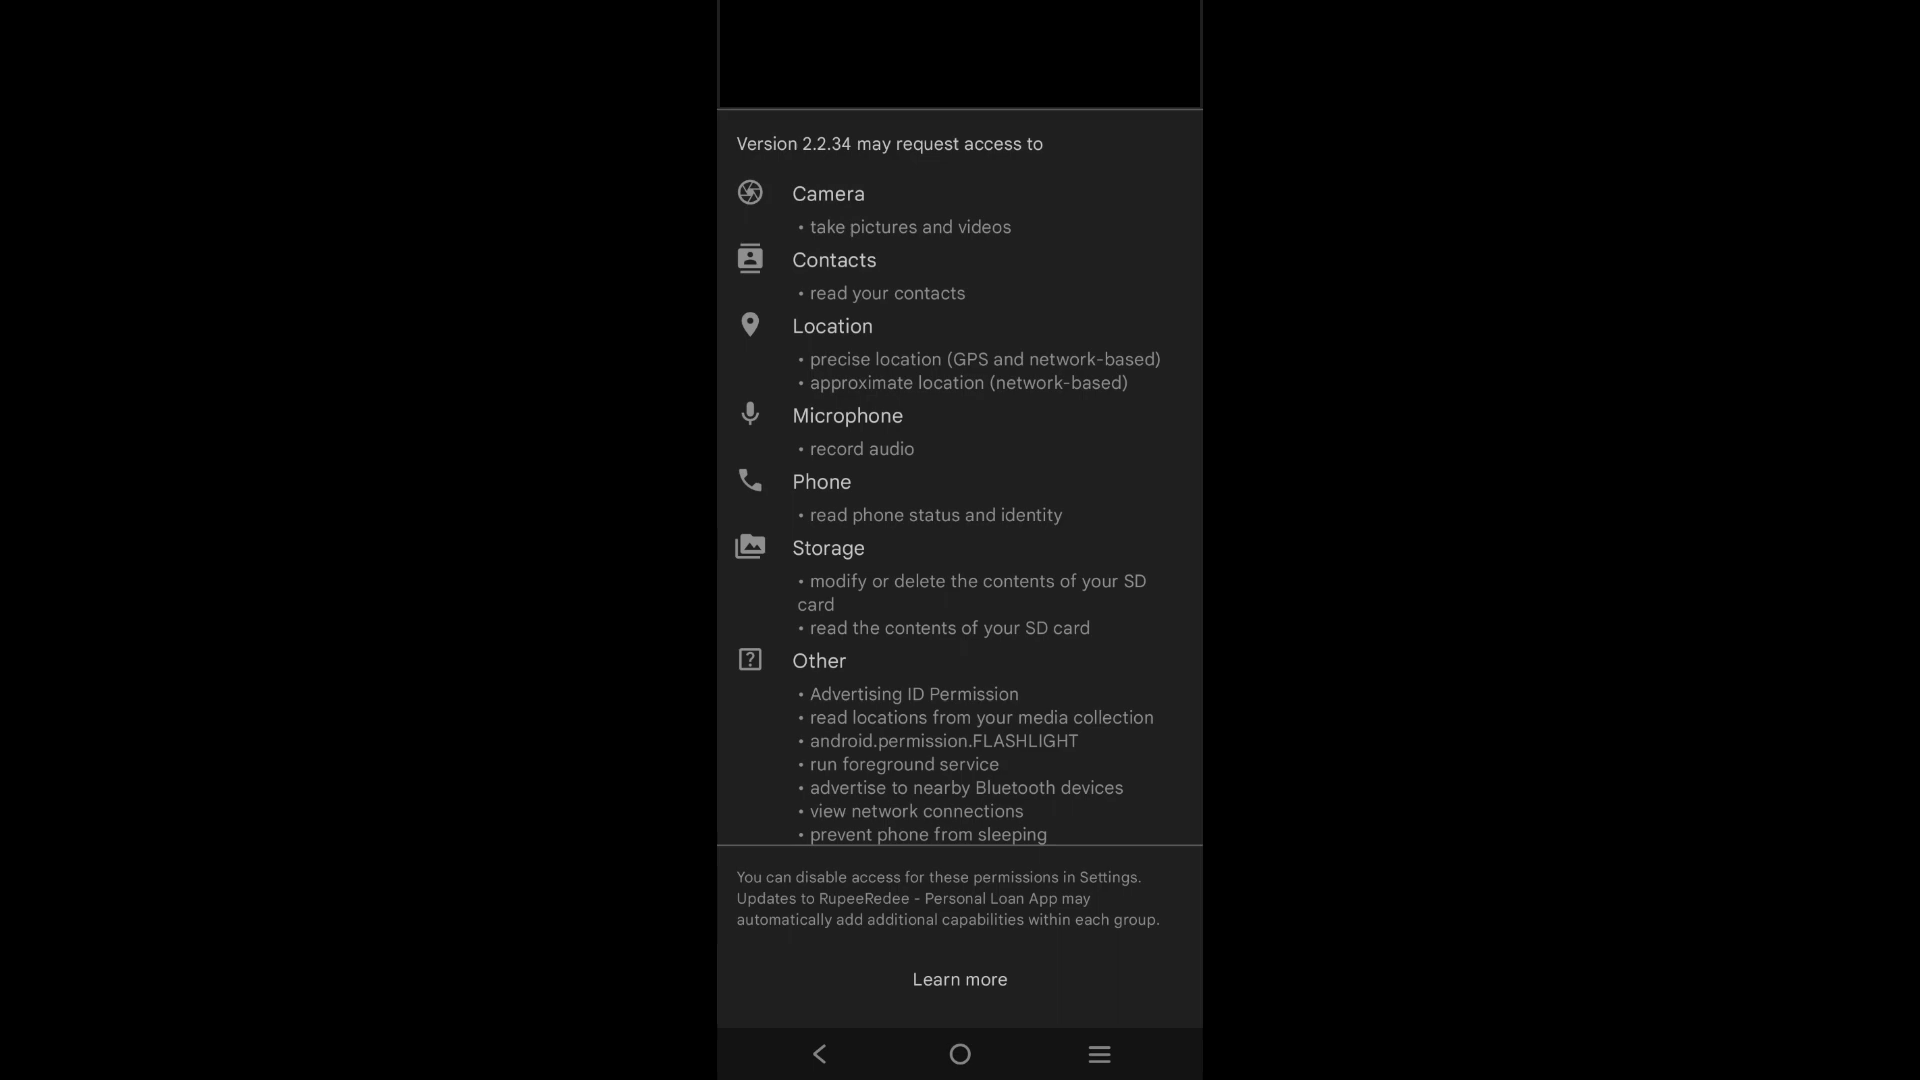 Version 2.2.34 may request access to
Camera
• take pictures and videos
Contacts
• read your contacts
Location
• precise location (GPS and network-based)
• approximate location (network-based)
Microphone
• record audio
Phone
• read phone status and identity
Storage
• modify or delete the contents of your SD
card
• read the contents of your SD card
Other
• Advertising ID Permission
• read locations from your media collection
• android.permission.FLASHLIGHT
• run foreground service
• advertise to nearby Bluetooth devices
• view network connections
• prevent phone from sleeping
You can disable access for these permissions in Settings.
Updates to RupeeRedee - Personal Loan App may
automatically add additional capabilities within each group.
Learn more